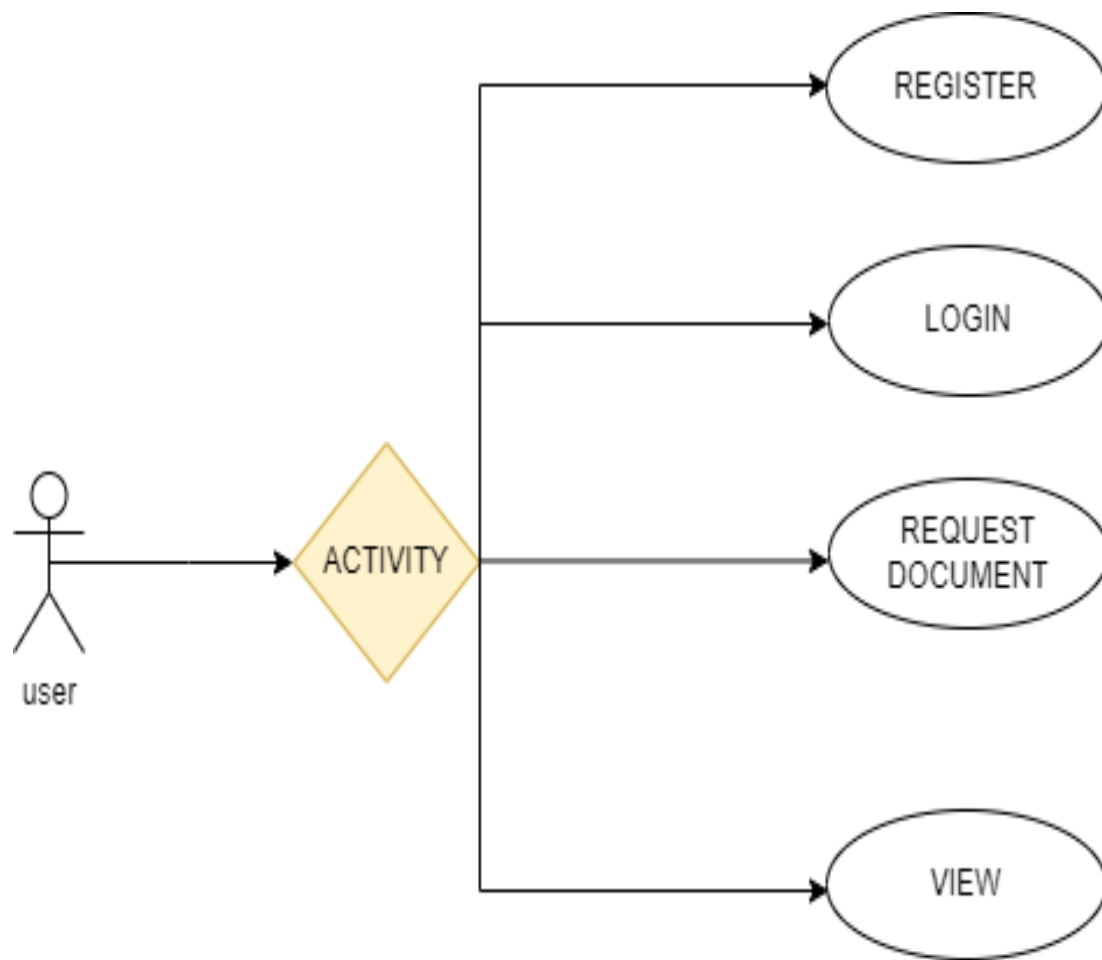 REGISTER
LOGIN
REQUEST
DOCUMENT
ACTIVITY
user
VIEW